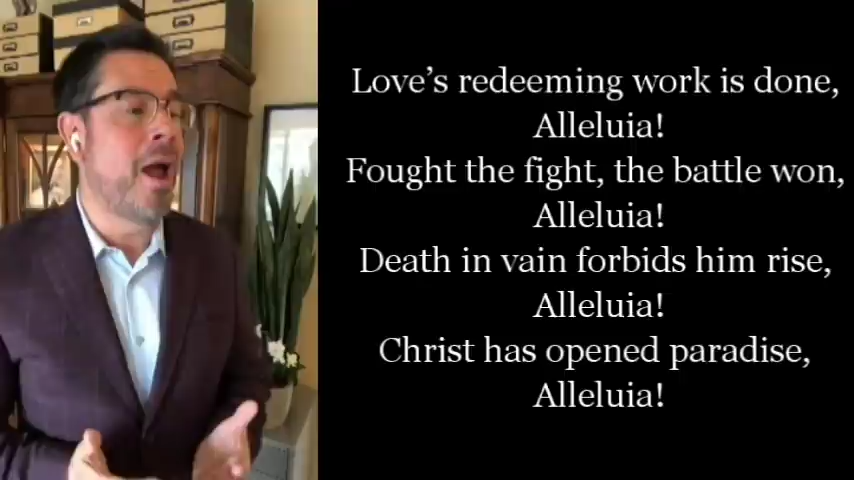 Love’s redeeming work is done,
Alleluia!
Fought the fight, the battle won,
Alleluia!
Death in vain forbids him rise,
Alleluia!
Christ has opened paradise,
Alleluia!